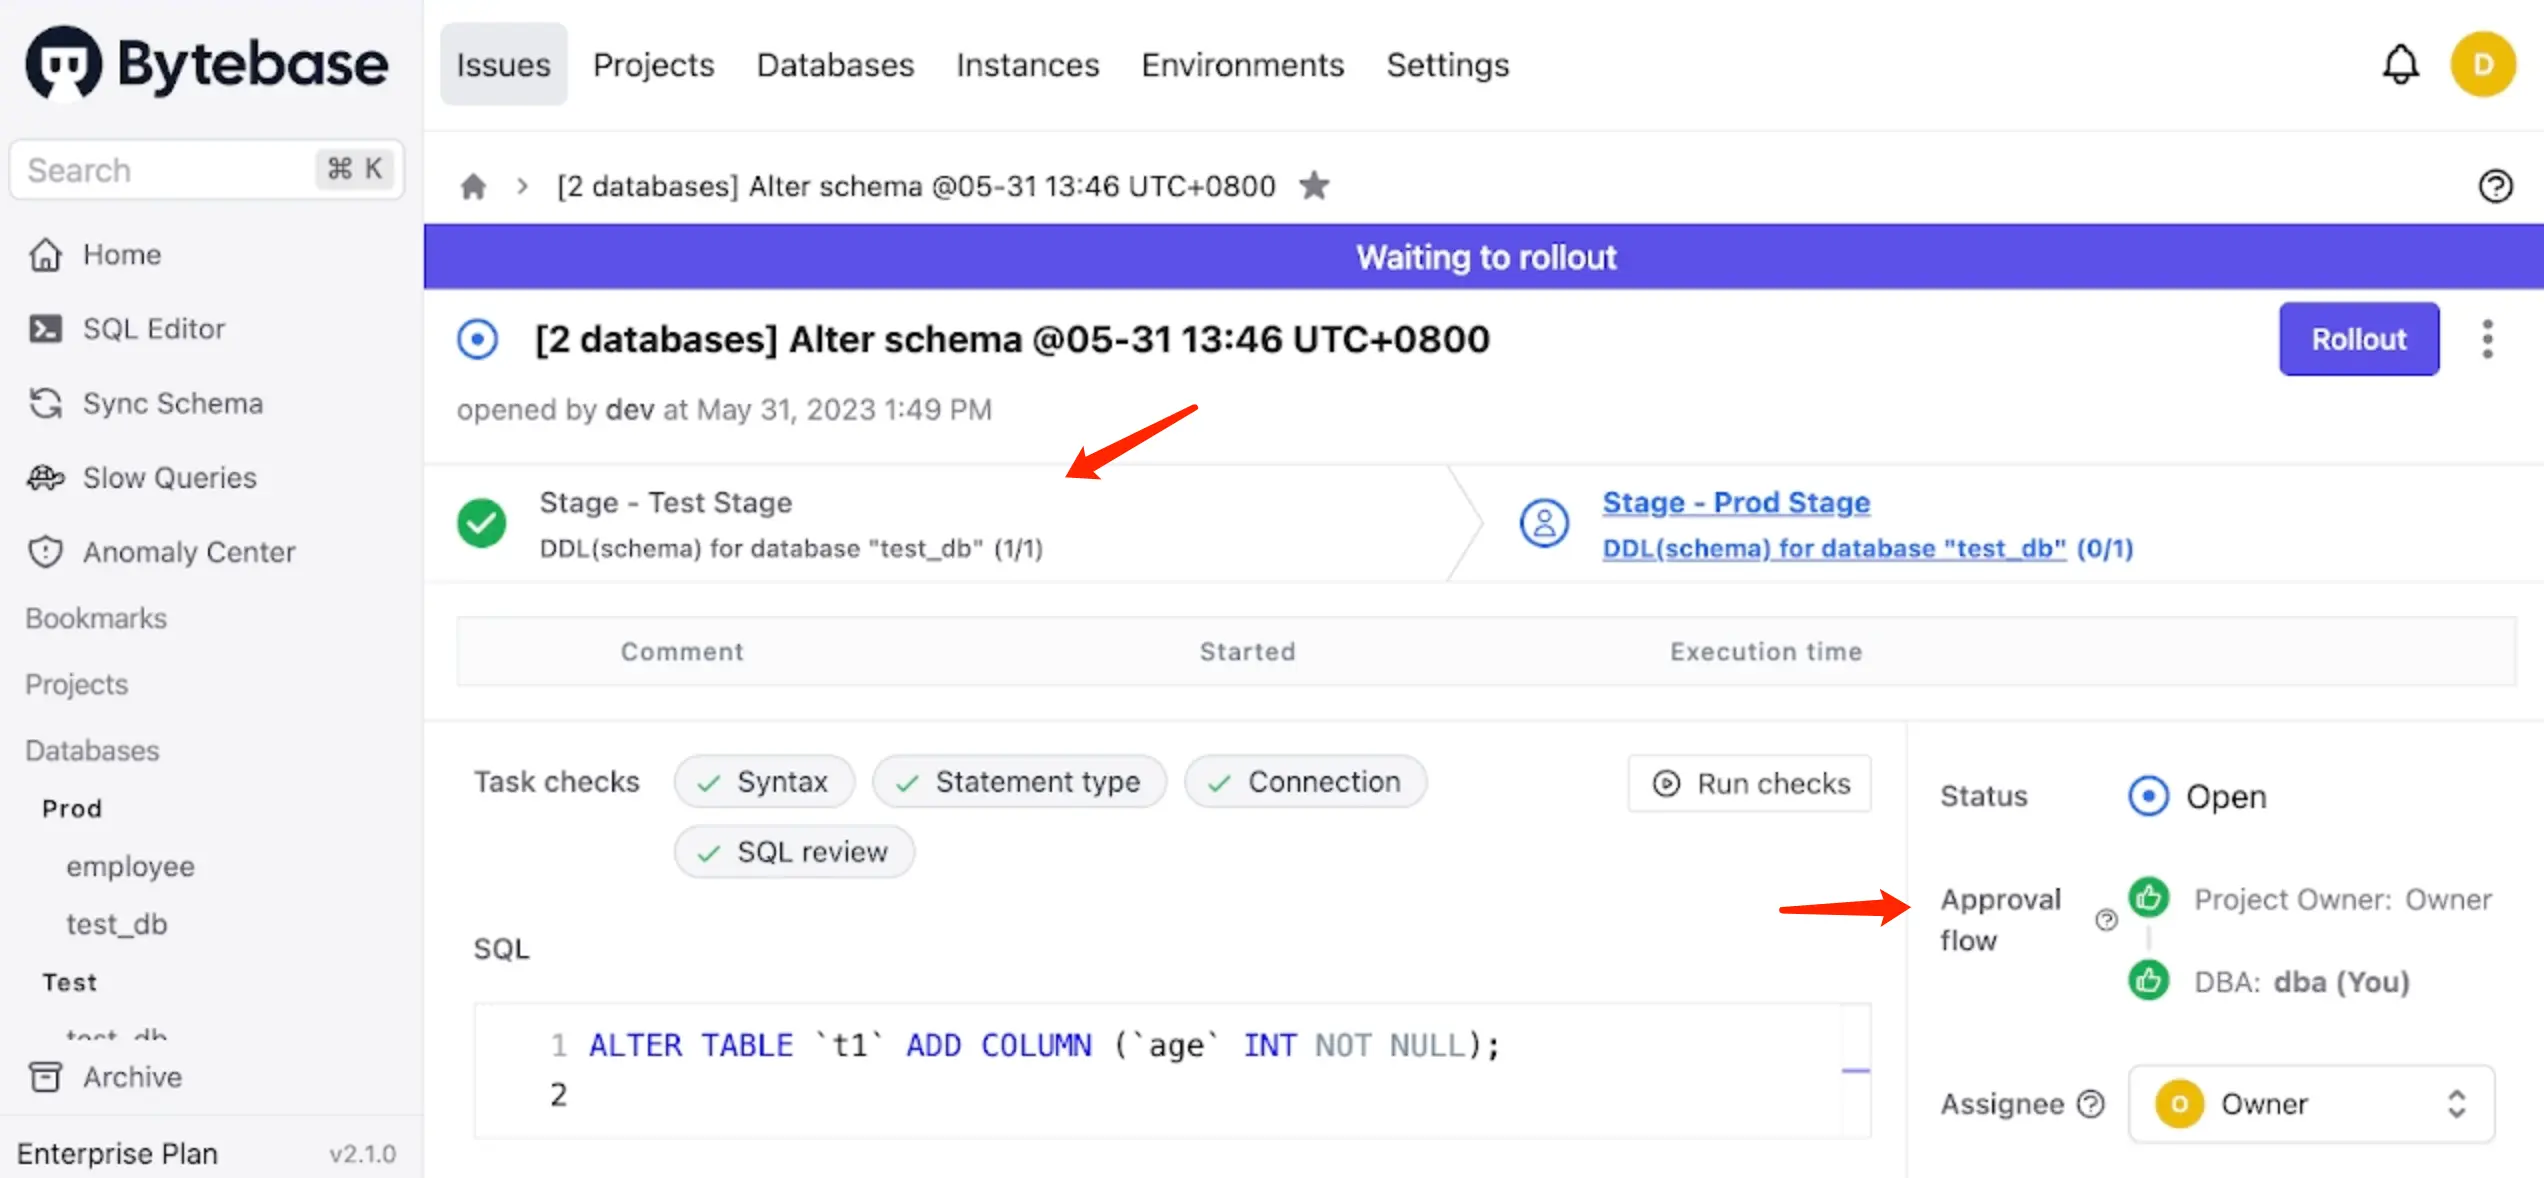 Bytebase
Search ⌘ K
Home
SQL Editor
Sync Schema
Slow Queries
Anomaly Center
Bookmarks
Projects
Databases
Prod
employee
test_db
Test
test_db
Archive
Enterprise Plan v2.1.0
Issues Projects Databases Instances Environments Settings
D
[2 databases] Alter schema @05-31 13:46 UTC+0800
Waiting to rollout
[2 databases] Alter schema @05-31 13:46 UTC+0800
Rollout
opened by dev at May 31, 2023 1:49 PM
Stage - Test Stage
DDL(schema) for database "test_db" (1/1)
Stage - Prod Stage
DDL(schema) for database "test_db" (0/1)
Comment Started Execution time
Task checks Syntax Statement type Connection
SQL review
Run checks
SQL
1 ALTER TABLE `t1` ADD COLUMN (`age` INT NOT NULL);
2
Status Open
Approval
flow
Project Owner: Owner
DBA: dba (You)
Assignee O Owner